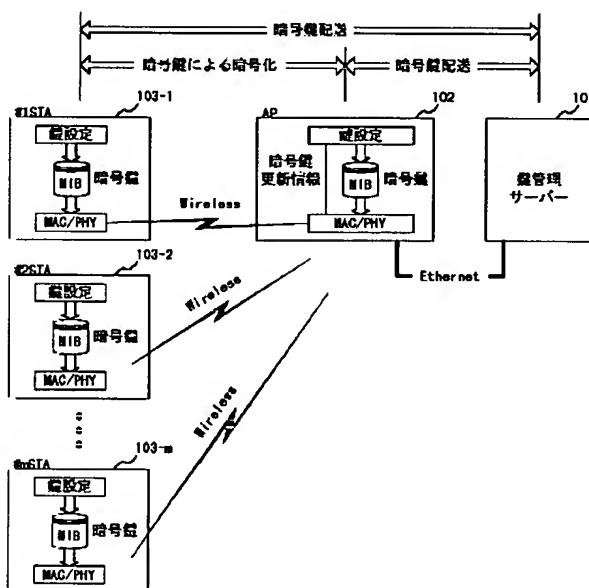 暗号鍵配送
暗号鍵による暗号化
暗号鍵配送
#1STA
103-1
鍵設定
MIB
暗号鍵
MAC/PHY
Wireless
AP
102
鍵設定
暗号鍵
更新情報
MIB
暗号鍵
MAC/PHY
10
鍵管理
サーバー
Ethernet
#2STA
103-2
鍵設定
MIB
暗号鍵
MAC/PHY
Wireless
#mSTA
103-m
鍵設定
MIB
暗号鍵
MAC/PHY
Wireless